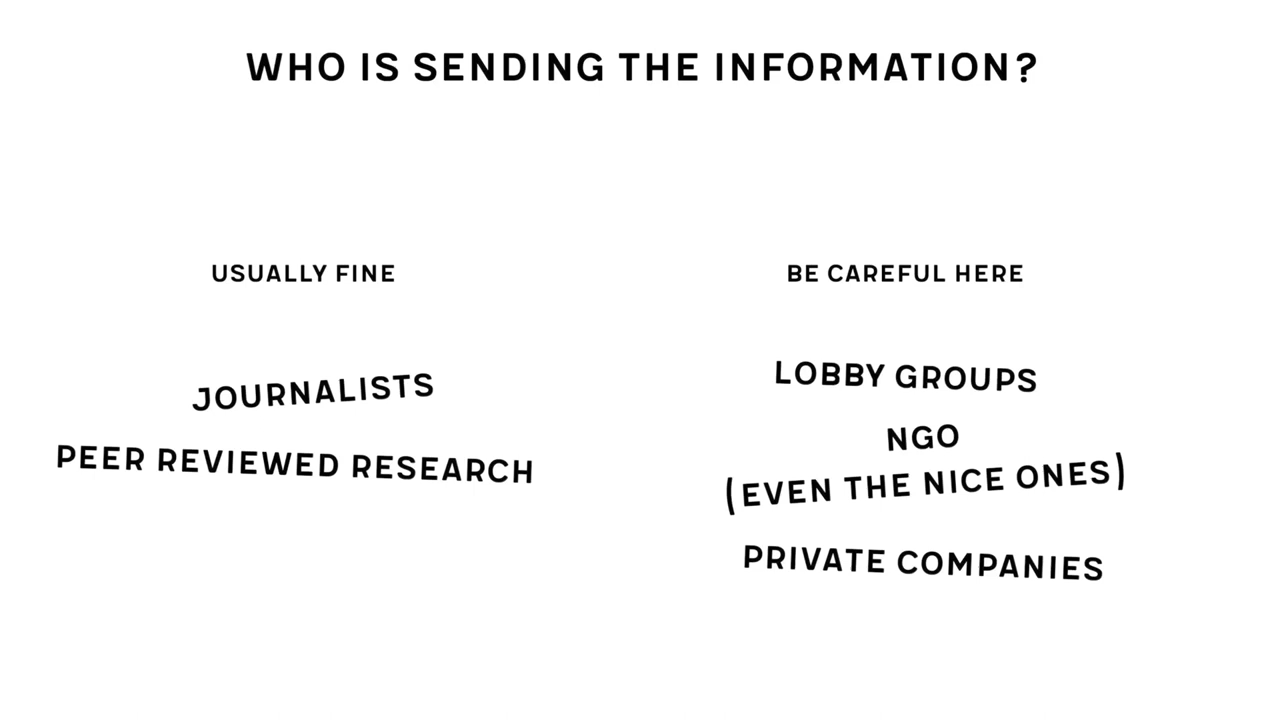 WHO IS SENDING THE INFORMATION?
USUALLY FINE
JOURNALISTS
PEER REVIEWED RESEARCH
BE CAREFUL HERE
LOBBY GROUPS
NGO
(EVEN THE NICE ONES)
PRIVATE COMPANIES